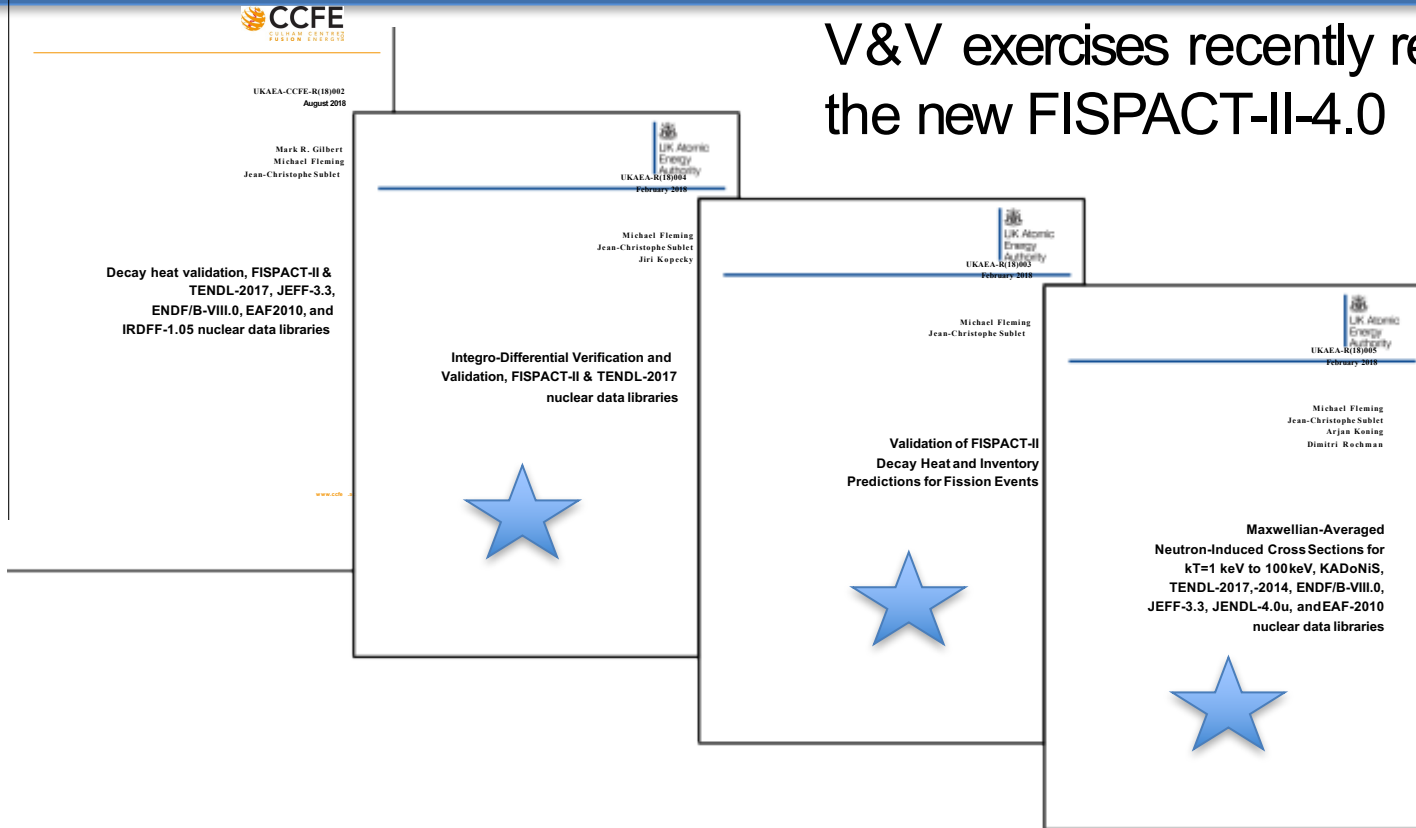 CCFE
CULHAM CENTRE
FUSION ENERGY
V&V exercises recently re
the new FISPACT-II-4.0
UKAEA-CCFE-R(18)002
August 2018
Mark R. Gilbert
Michael Fleming
Jean-Christophe Sublet
Decay heat validation, FISPACT-II &
TENDL-2017, JEFF-3.3,
ENDF/B-VIII.0, EAF2010, and
IRDFF-1.05 nuclear data libraries
UK Atomic
Energy
Authority
UKAEA-R(18)004
February 2018
Michael Fleming
Jean-Christophe Sublet
Jiri Kopecky
Integro-Differential Verification and
Validation, FISPACT-II & TENDL-2017
nuclear data libraries
UK Atomic
Energy
Authority
UKAEA-R(18)003
February 2018
Michael Fleming
Jean-Christophe Sublet
Validation of FISPACT-II
Decay Heat and Inventory
Predictions for Fission Events
UK Atomic
Energy
Authority
UKAEA-R(18)005
February 2018
Michael Fleming
Jean-Christophe Sublet
Arjan Koning
Dimitri Rochman
Maxwellian-Averaged
Neutron-Induced Cross Sections for
kT=1 keV to 100 keV, KADoNiS,
TENDL-2017,-2014, ENDF/B-VIII.0,
JEFF-3.3, JENDL-4.0u, and EAF-2010
nuclear data libraries